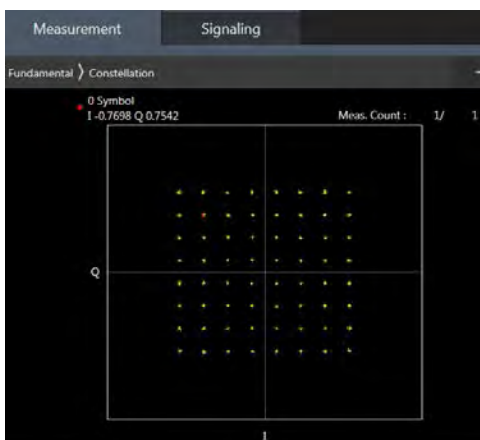 Measurement Signaling
Fundamental ⟩ Constellation
0 Symbol
I -0.7698 Q 0.7542 Meas. Count : 1/ 1
Q
I